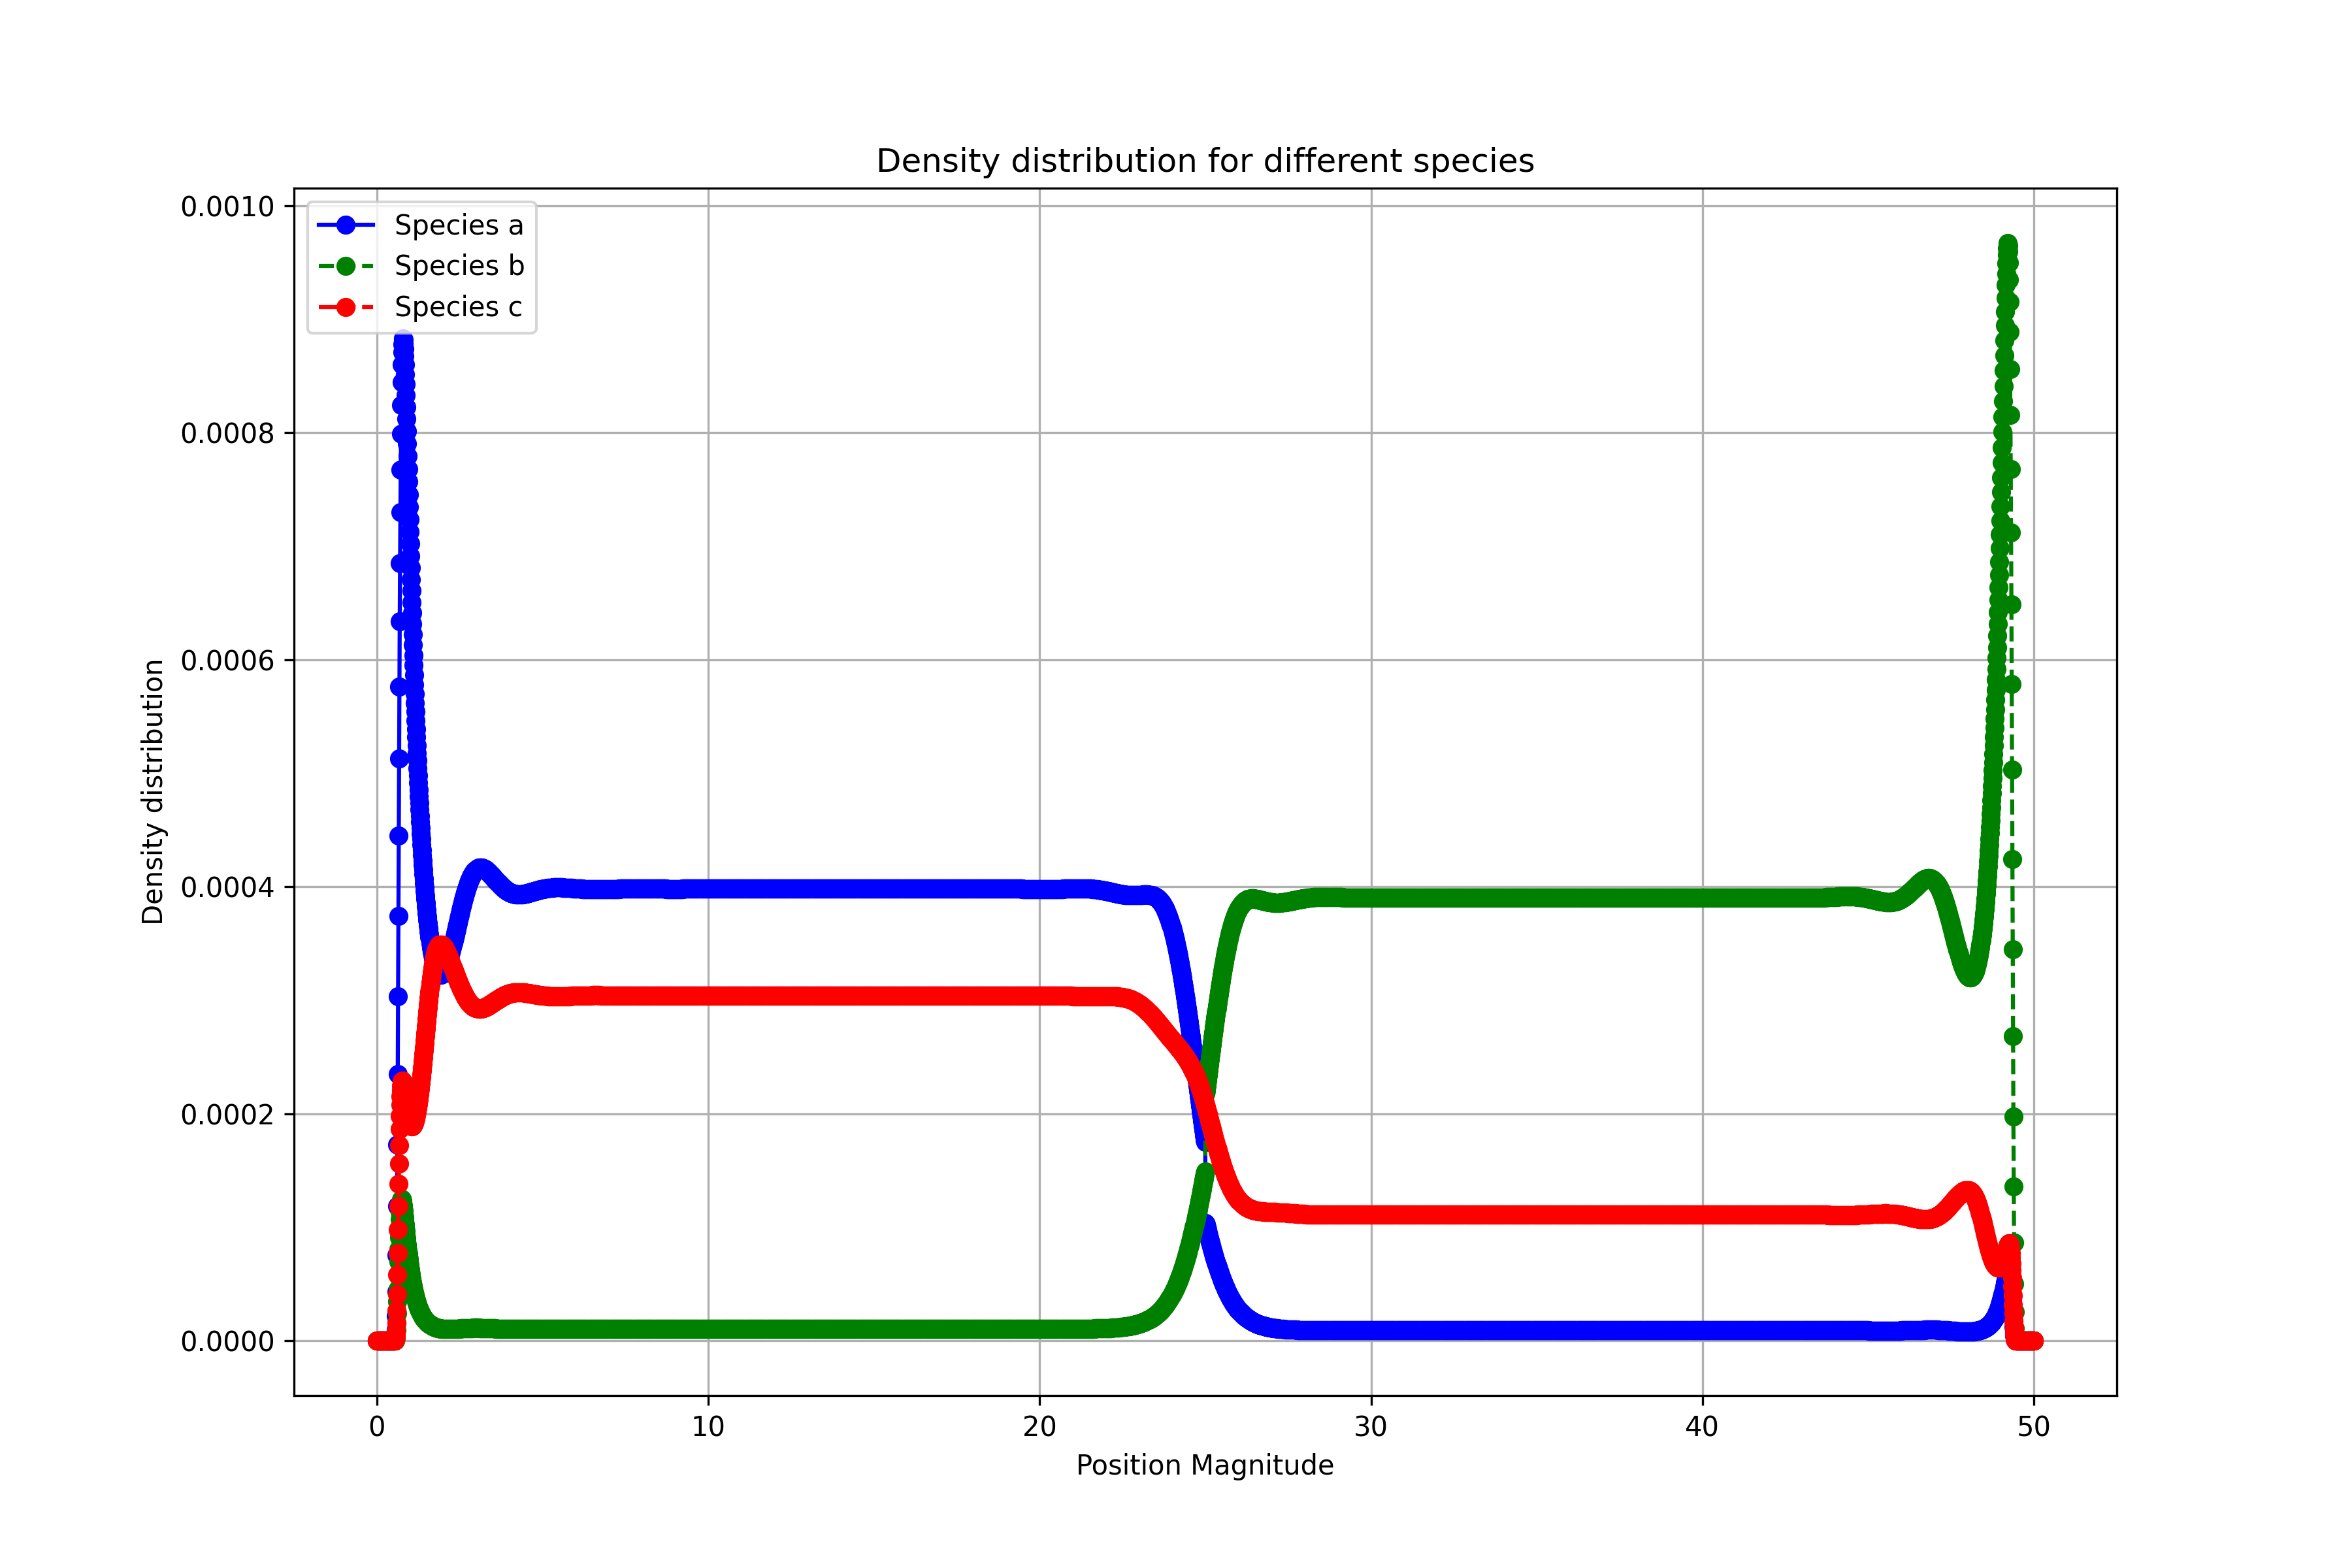 Density distribution for different species
Species a
Species b
Species c
Density distribution
0.0010
0.0008
0.0006
0.0004
0.0002
0.0000
0
10
20
30
40
50
Position Magnitude